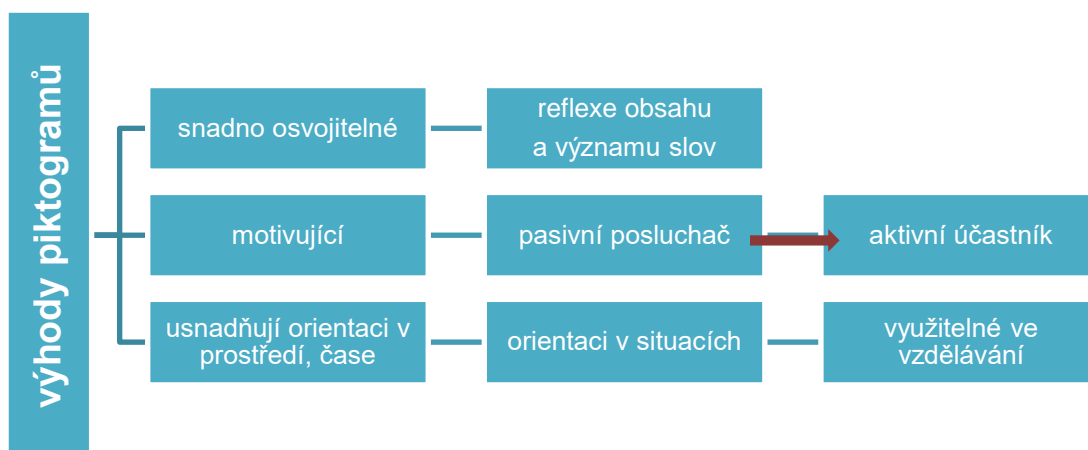 výhody piktogramů
snadno osvojitelné
reflexe obsahu
a významu slov
motivující
pasivní posluchač
aktivní účastník
usnadňují orientaci v
prostředí, čase
orientaci v situacích
využitelné ve
vzdělávání